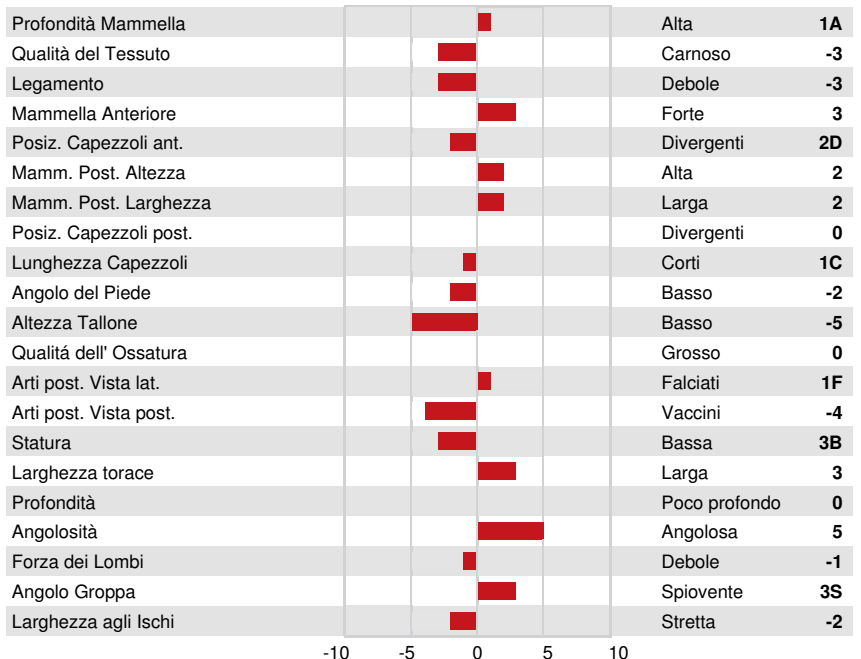 Profondità Mammella Alta 1A
Qualità del Tessuto Carnoso -3
Legamento Debole -3
Mammella Anteriore Forte 3
Posiz. Capezzoli ant. Divergenti 2D
Mamm. Post. Altezza Alta 2
Mamm. Post. Larghezza Larga 2
Posiz. Capezzoli post. Divergenti 0
Lunghezza Capezzoli Corti 1C
Angolo del Piede Basso -2
Altezza Tallone Basso -5
Qualitá dell' Ossatura Grosso 0
Arti post. Vista lat. Falciati 1F
Arti post. Vista post. Vaccini -4
Statura Bassa 3B
Larghezza torace Larga 3
Profondità Poco profondo 0
Angolosità Angolosa 5
Forza dei Lombi Debole -1
Angolo Groppa Spiovente 3S
Larghezza agli Ischi Stretta -2
-10 -5 0 5 10